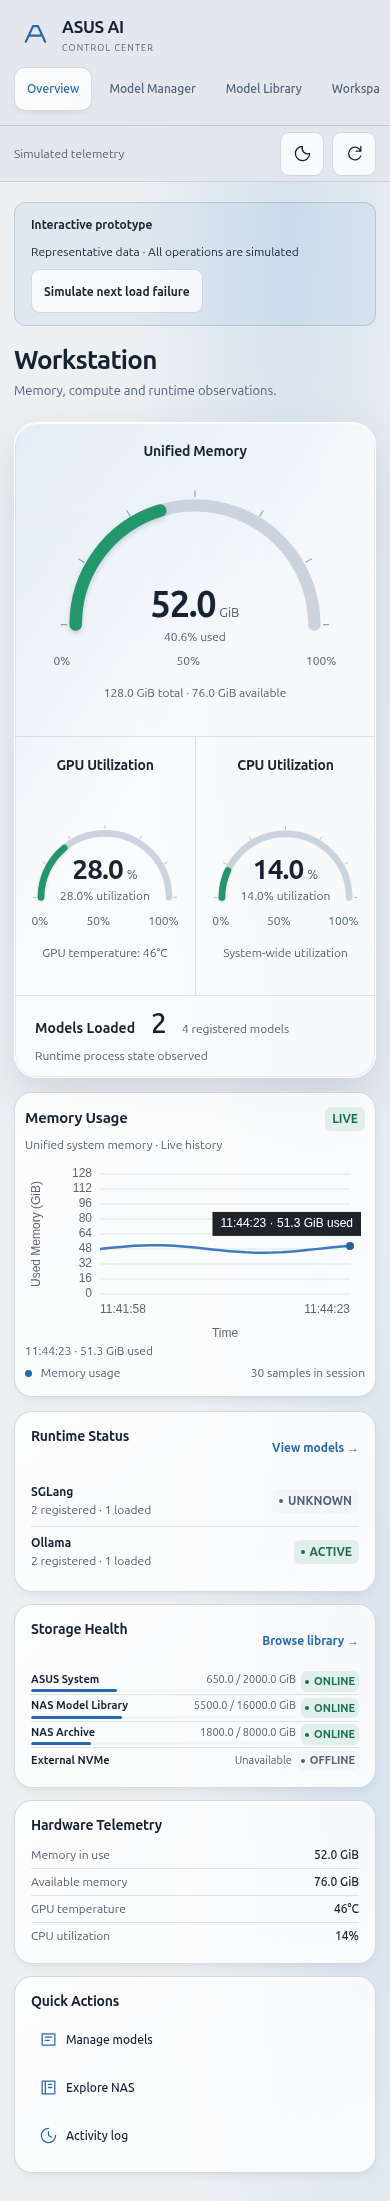 ASUS AI
CONTROL CENTER
Overview Model Manager Model Library Workspa
Simulated telemetry
Interactive prototype
Representative data · All operations are simulated
Simulate next load failure
Workstation
Memory, compute and runtime observations.
Unified Memory
52.0 GiB
40.6% used
0% 50% 100%
128.0 GiB total · 76.0 GiB available
GPU Utilization
28.0 %
28.0% utilization
0% 50% 100%
GPU temperature: 46°C
CPU Utilization
14.0 %
14.0% utilization
0% 50% 100%
System-wide utilization
Models Loaded 2 4 registered models
Runtime process state observed
Memory Usage LIVE
Unified system memory · Live history
Used Memory (GiB)
128
112
96
80
64
48
32
16
0
11:44:23 · 51.3 GiB used
11:41:58 11:44:23
Time
11:44:23 · 51.3 GiB used
Memory usage 30 samples in session
Runtime Status
View models →
SGLang
2 registered · 1 loaded
• UNKNOWN
Ollama
2 registered · 1 loaded
• ACTIVE
Storage Health
Browse library →
ASUS System 650.0 / 2000.0 GiB • ONLINE
NAS Model Library 5500.0 / 16000.0 GiB • ONLINE
NAS Archive 1800.0 / 8000.0 GiB • ONLINE
External NVMe Unavailable • OFFLINE
Hardware Telemetry
Memory in use 52.0 GiB
Available memory 76.0 GiB
GPU temperature 46°C
CPU utilization 14%
Quick Actions
Manage models
Explore NAS
Activity log